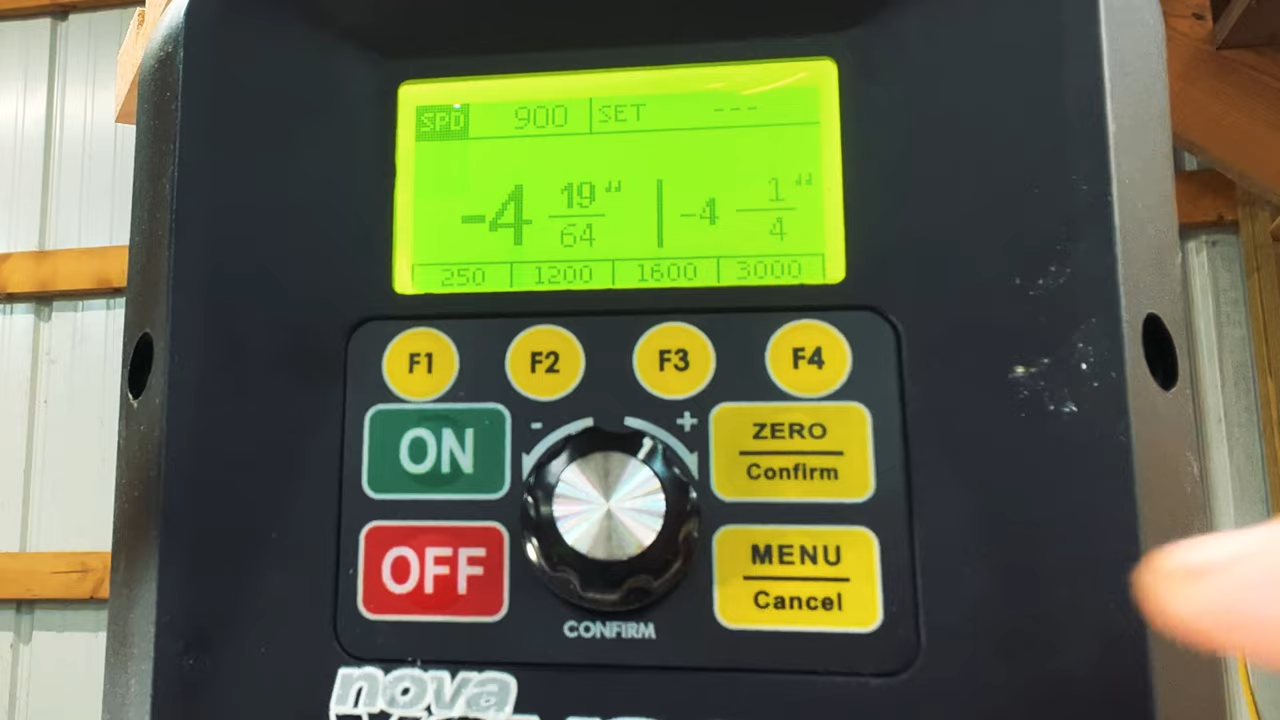 SPD 900 SET ---
-4 19/64" -4 1/4"
250 1200 1600 3000
F1 F2 F3 F4
ON - + ZERO
Confirm
OFF MENU
Cancel
CONFIRM
nova